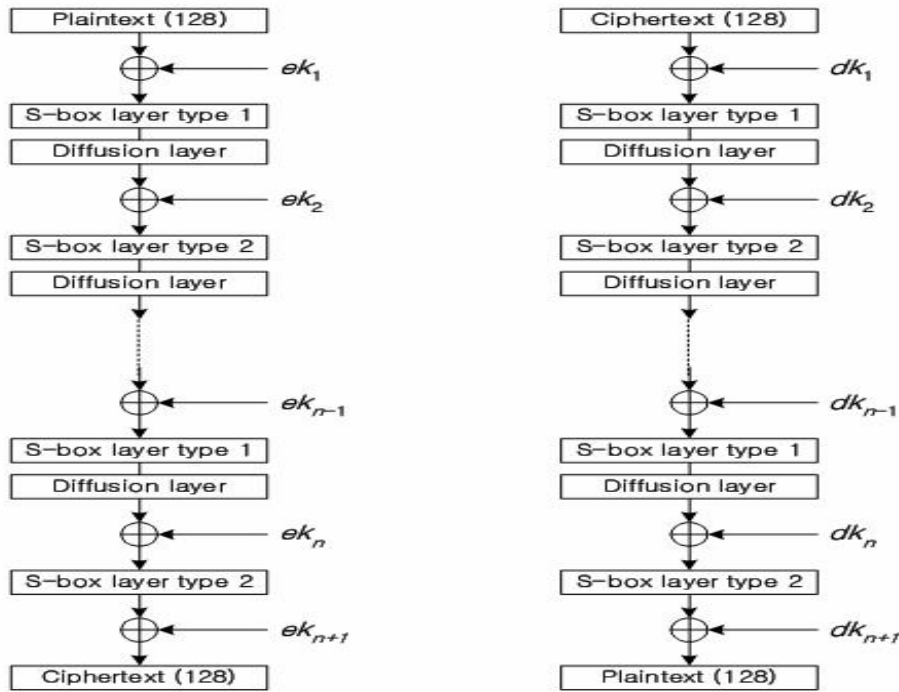 Plaintext (128)
ek1
S-box layer type 1
Diffusion layer
ek2
S-box layer type 2
Diffusion layer
ekn-1
S-box layer type 1
Diffusion layer
ekn
S-box layer type 2
ekn+1
Ciphertext (128)
Ciphertext (128)
dk1
S-box layer type 1
Diffusion layer
dk2
S-box layer type 2
Diffusion layer
dkn-1
S-box layer type 1
Diffusion layer
dkn
S-box layer type 2
dkn+1
Plaintext (128)